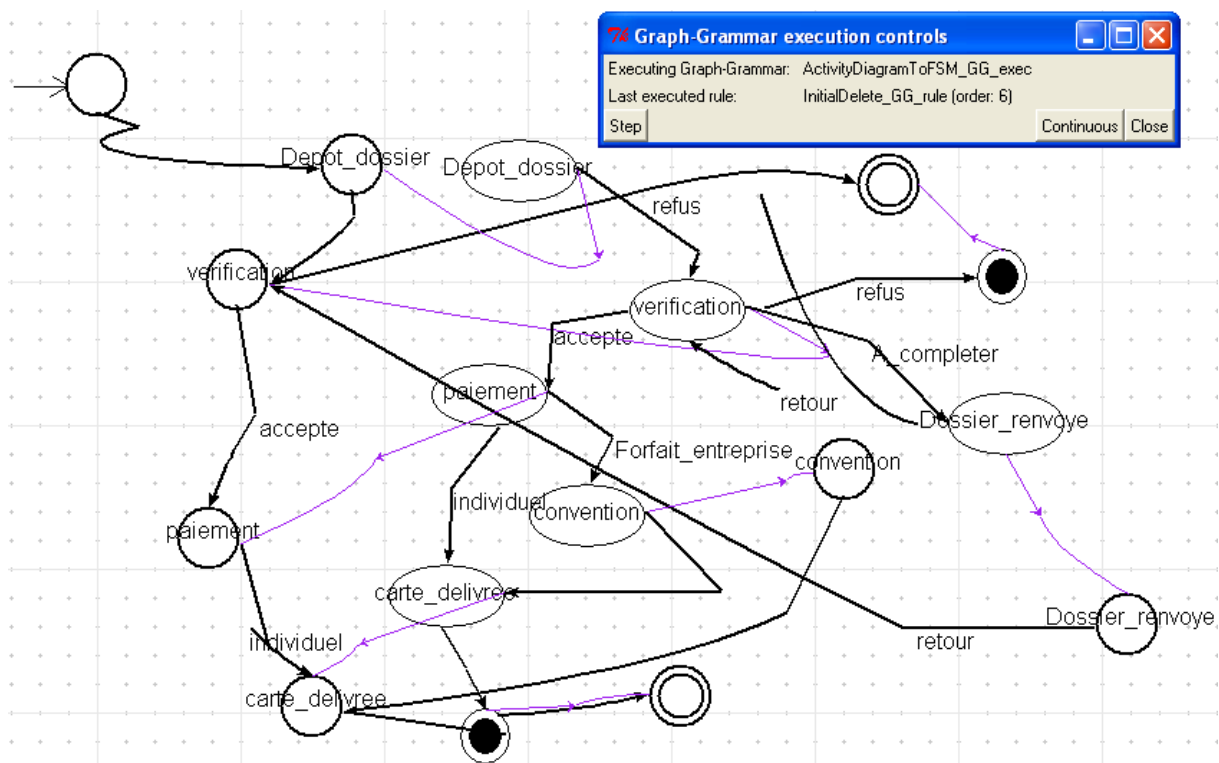 Graph-Grammar execution controls
Executing Graph-Grammar: ActivityDiagramToFSM_GG_exec
Last executed rule: InitialDelete_GG_rule (order: 6)
Step Continuous Close
Depot_dossier
Depot_dossier
refus
verification
verification
refus
accepte
A_completer
paiement
retour
Dossier_renvoye
accepte
Forfait_entreprise
convention
individuel
convention
paiement
carte_delivree
Dossier_renvoye
individuel
retour
carte_delivree